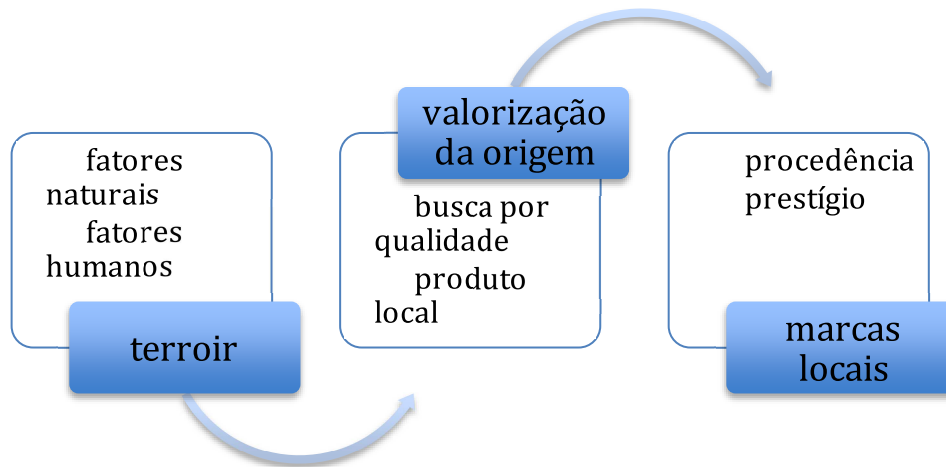 fatores
naturais
fatores
humanos
terroir
valorização
da origem
busca por
qualidade
produto
local
procedência
prestígio
marcas
locais